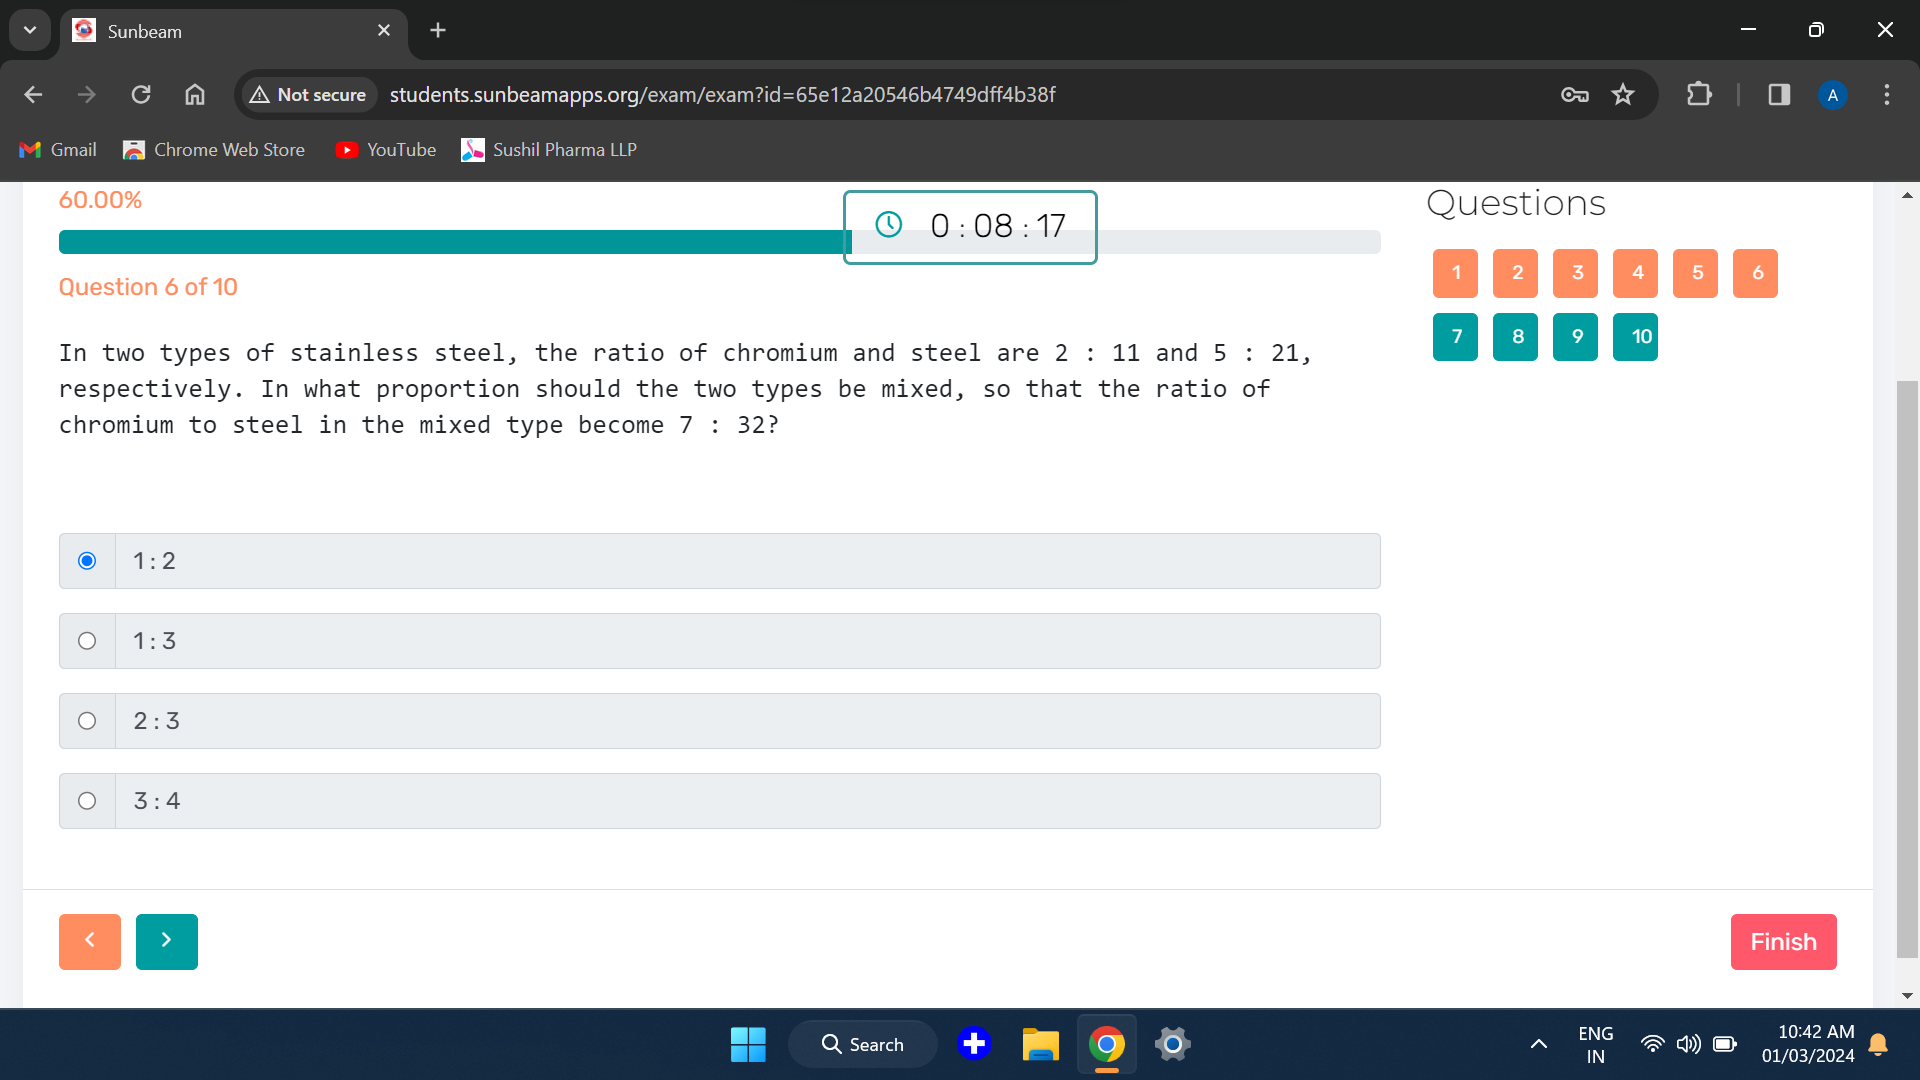 Sunbeam
Not secure
students.sunbeamapps.org/exam/exam?id=65e12a20546b4749dff4b38f
A
Gmail
Chrome Web Store
YouTube
Sushil Pharma LLP
60.00%
0 : 08 : 17
Questions
1 2 3 4 5 6
7 8 9 10
Question 6 of 10
In two types of stainless steel, the ratio of chromium and steel are 2 : 11 and 5 : 21,
respectively. In what proportion should the two types be mixed, so that the ratio of
chromium to steel in the mixed type become 7 : 32?
1 : 2
1 : 3
2 : 3
3 : 4
Finish
Search
ENG
IN
10:42 AM
01/03/2024